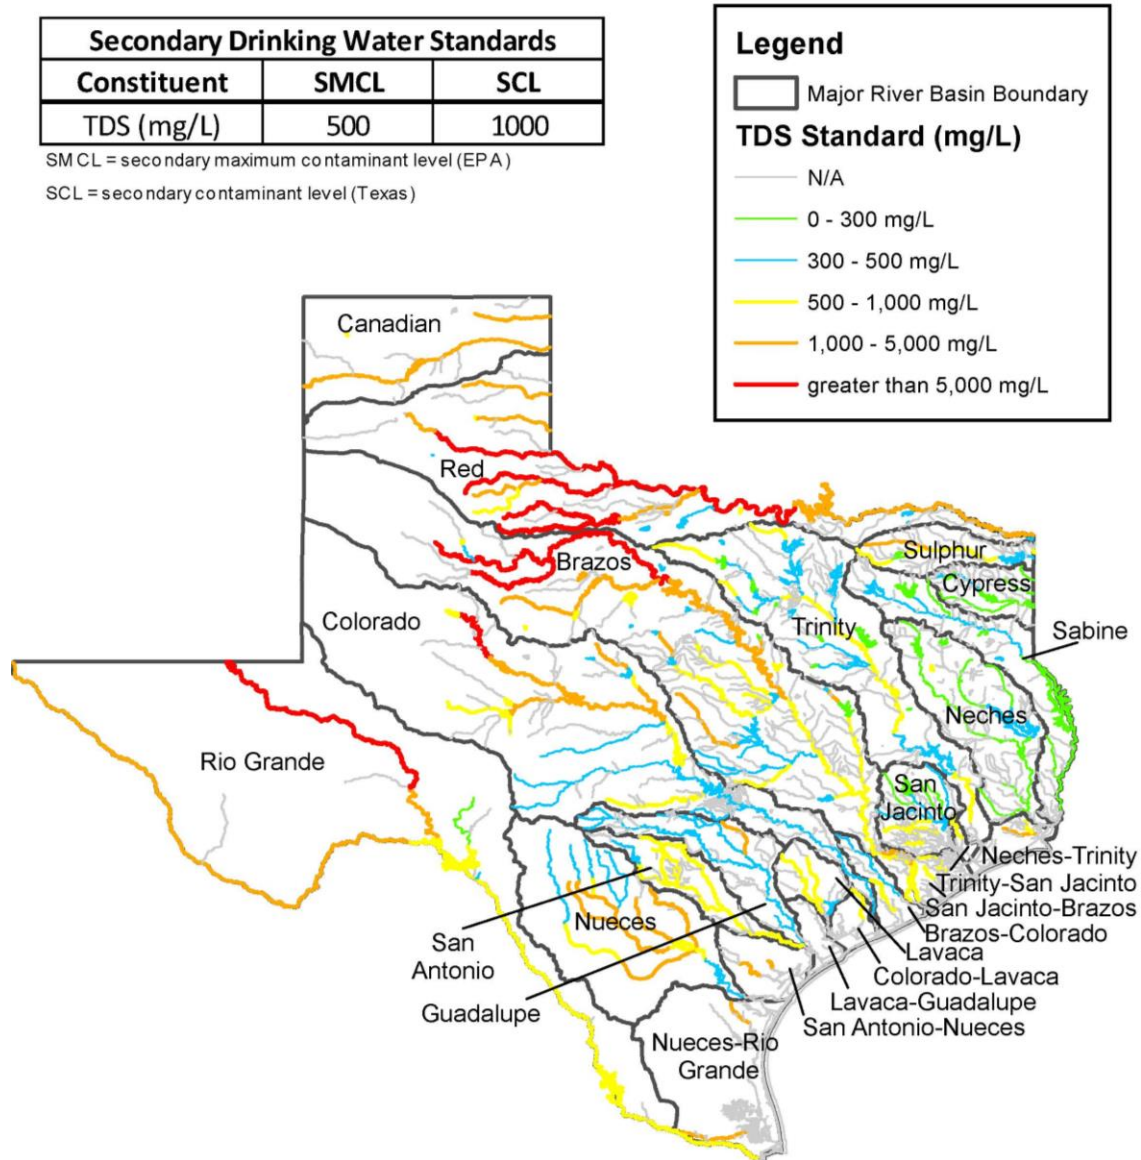 Secondary Drinking Water Standards
Constituent SMCL SCL
TDS (mg/L) 500 1000
SMCL = secondary maximum contaminant level (EPA)
SCL = secondary contaminant level (Texas)
Legend
Major River Basin Boundary
TDS Standard (mg/L)
N/A
0 - 300 mg/L
300 - 500 mg/L
500 - 1,000 mg/L
1,000 - 5,000 mg/L
greater than 5,000 mg/L
Canadian
Red
Sulphur
Brazos
Cypress
Colorado
Trinity
Sabine
Neches
Rio Grande
San
Jacinto
Neches-Trinity
Trinity-San Jacinto
San Jacinto-Brazos
Nueces
Brazos-Colorado
San
Antonio
Lavaca
Colorado-Lavaca
Guadalupe
Lavaca-Guadalupe
San Antonio-Nueces
Nueces-Rio
Grande